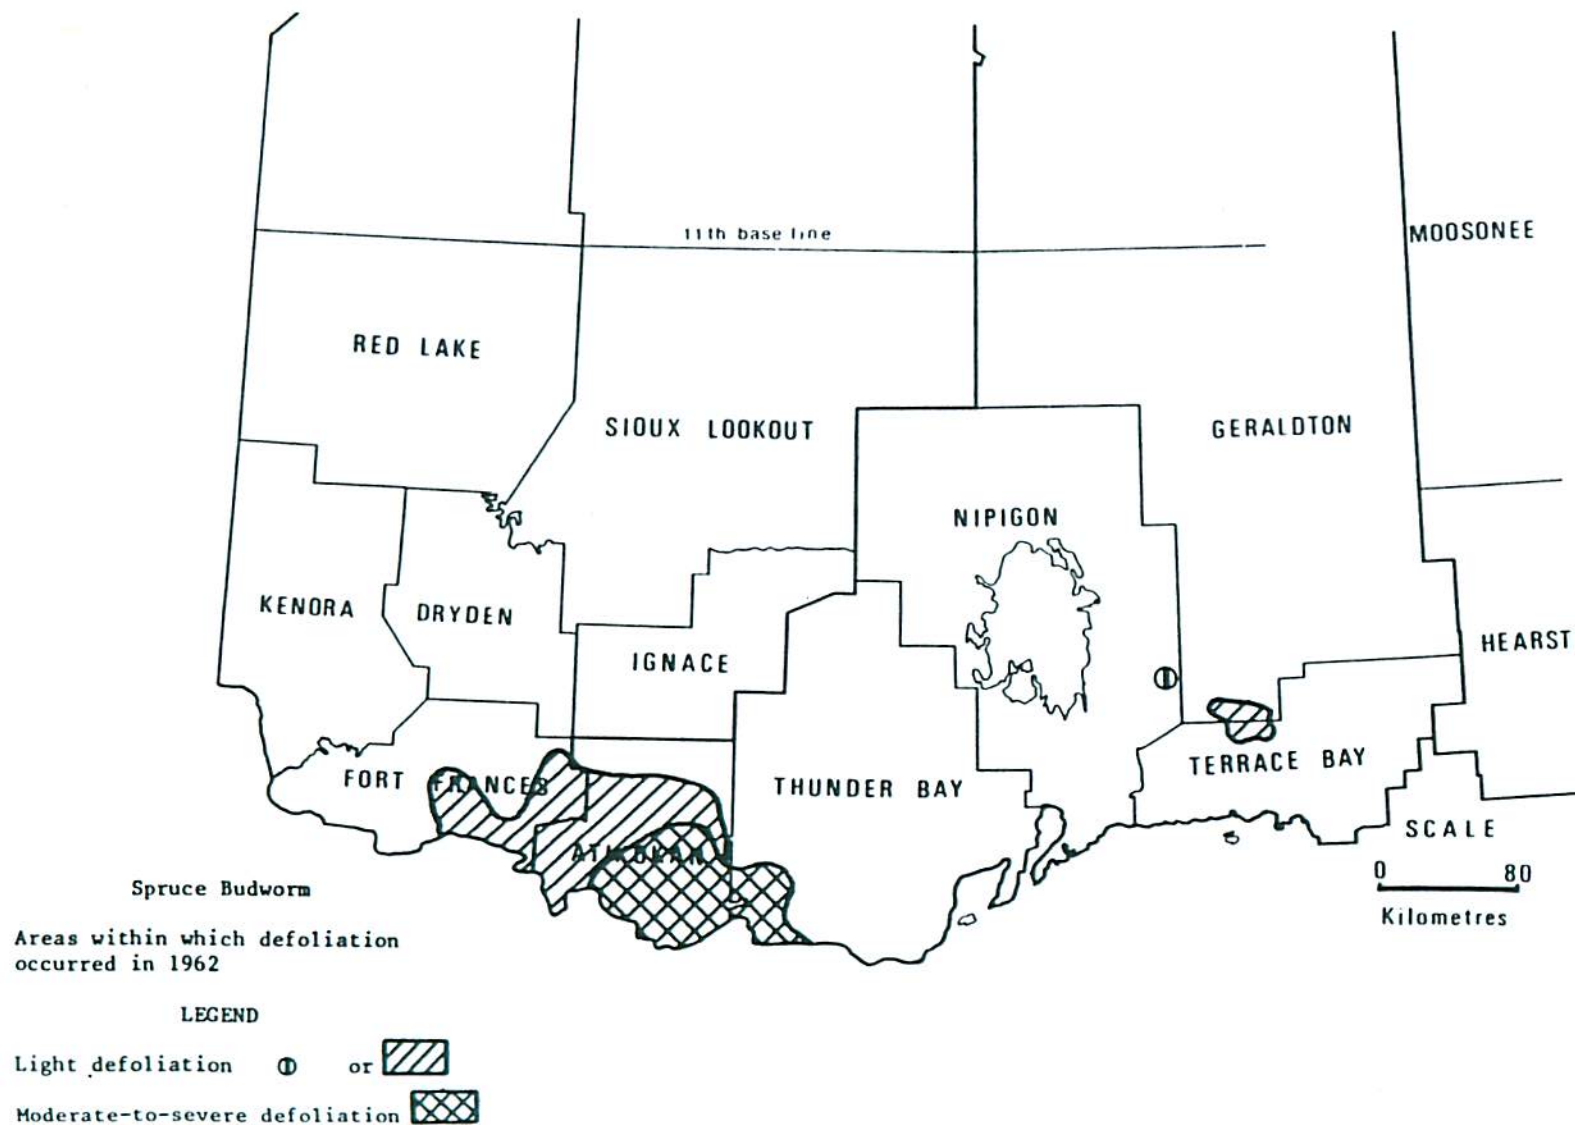 11th base line
MOOSONEE
RED LAKE
SIOUX LOOKOUT
GERALDTON
NIPIGON
KENORA
DRYDEN
IGNACE
HEARST
FORT FRANCES
THUNDER BAY
TERRACE BAY
ATIKOKAN
SCALE
0 80
Kilometres
Spruce Budworm
Areas within which defoliation
occurred in 1962
LEGEND
Light defoliation or
Moderate-to-severe defoliation